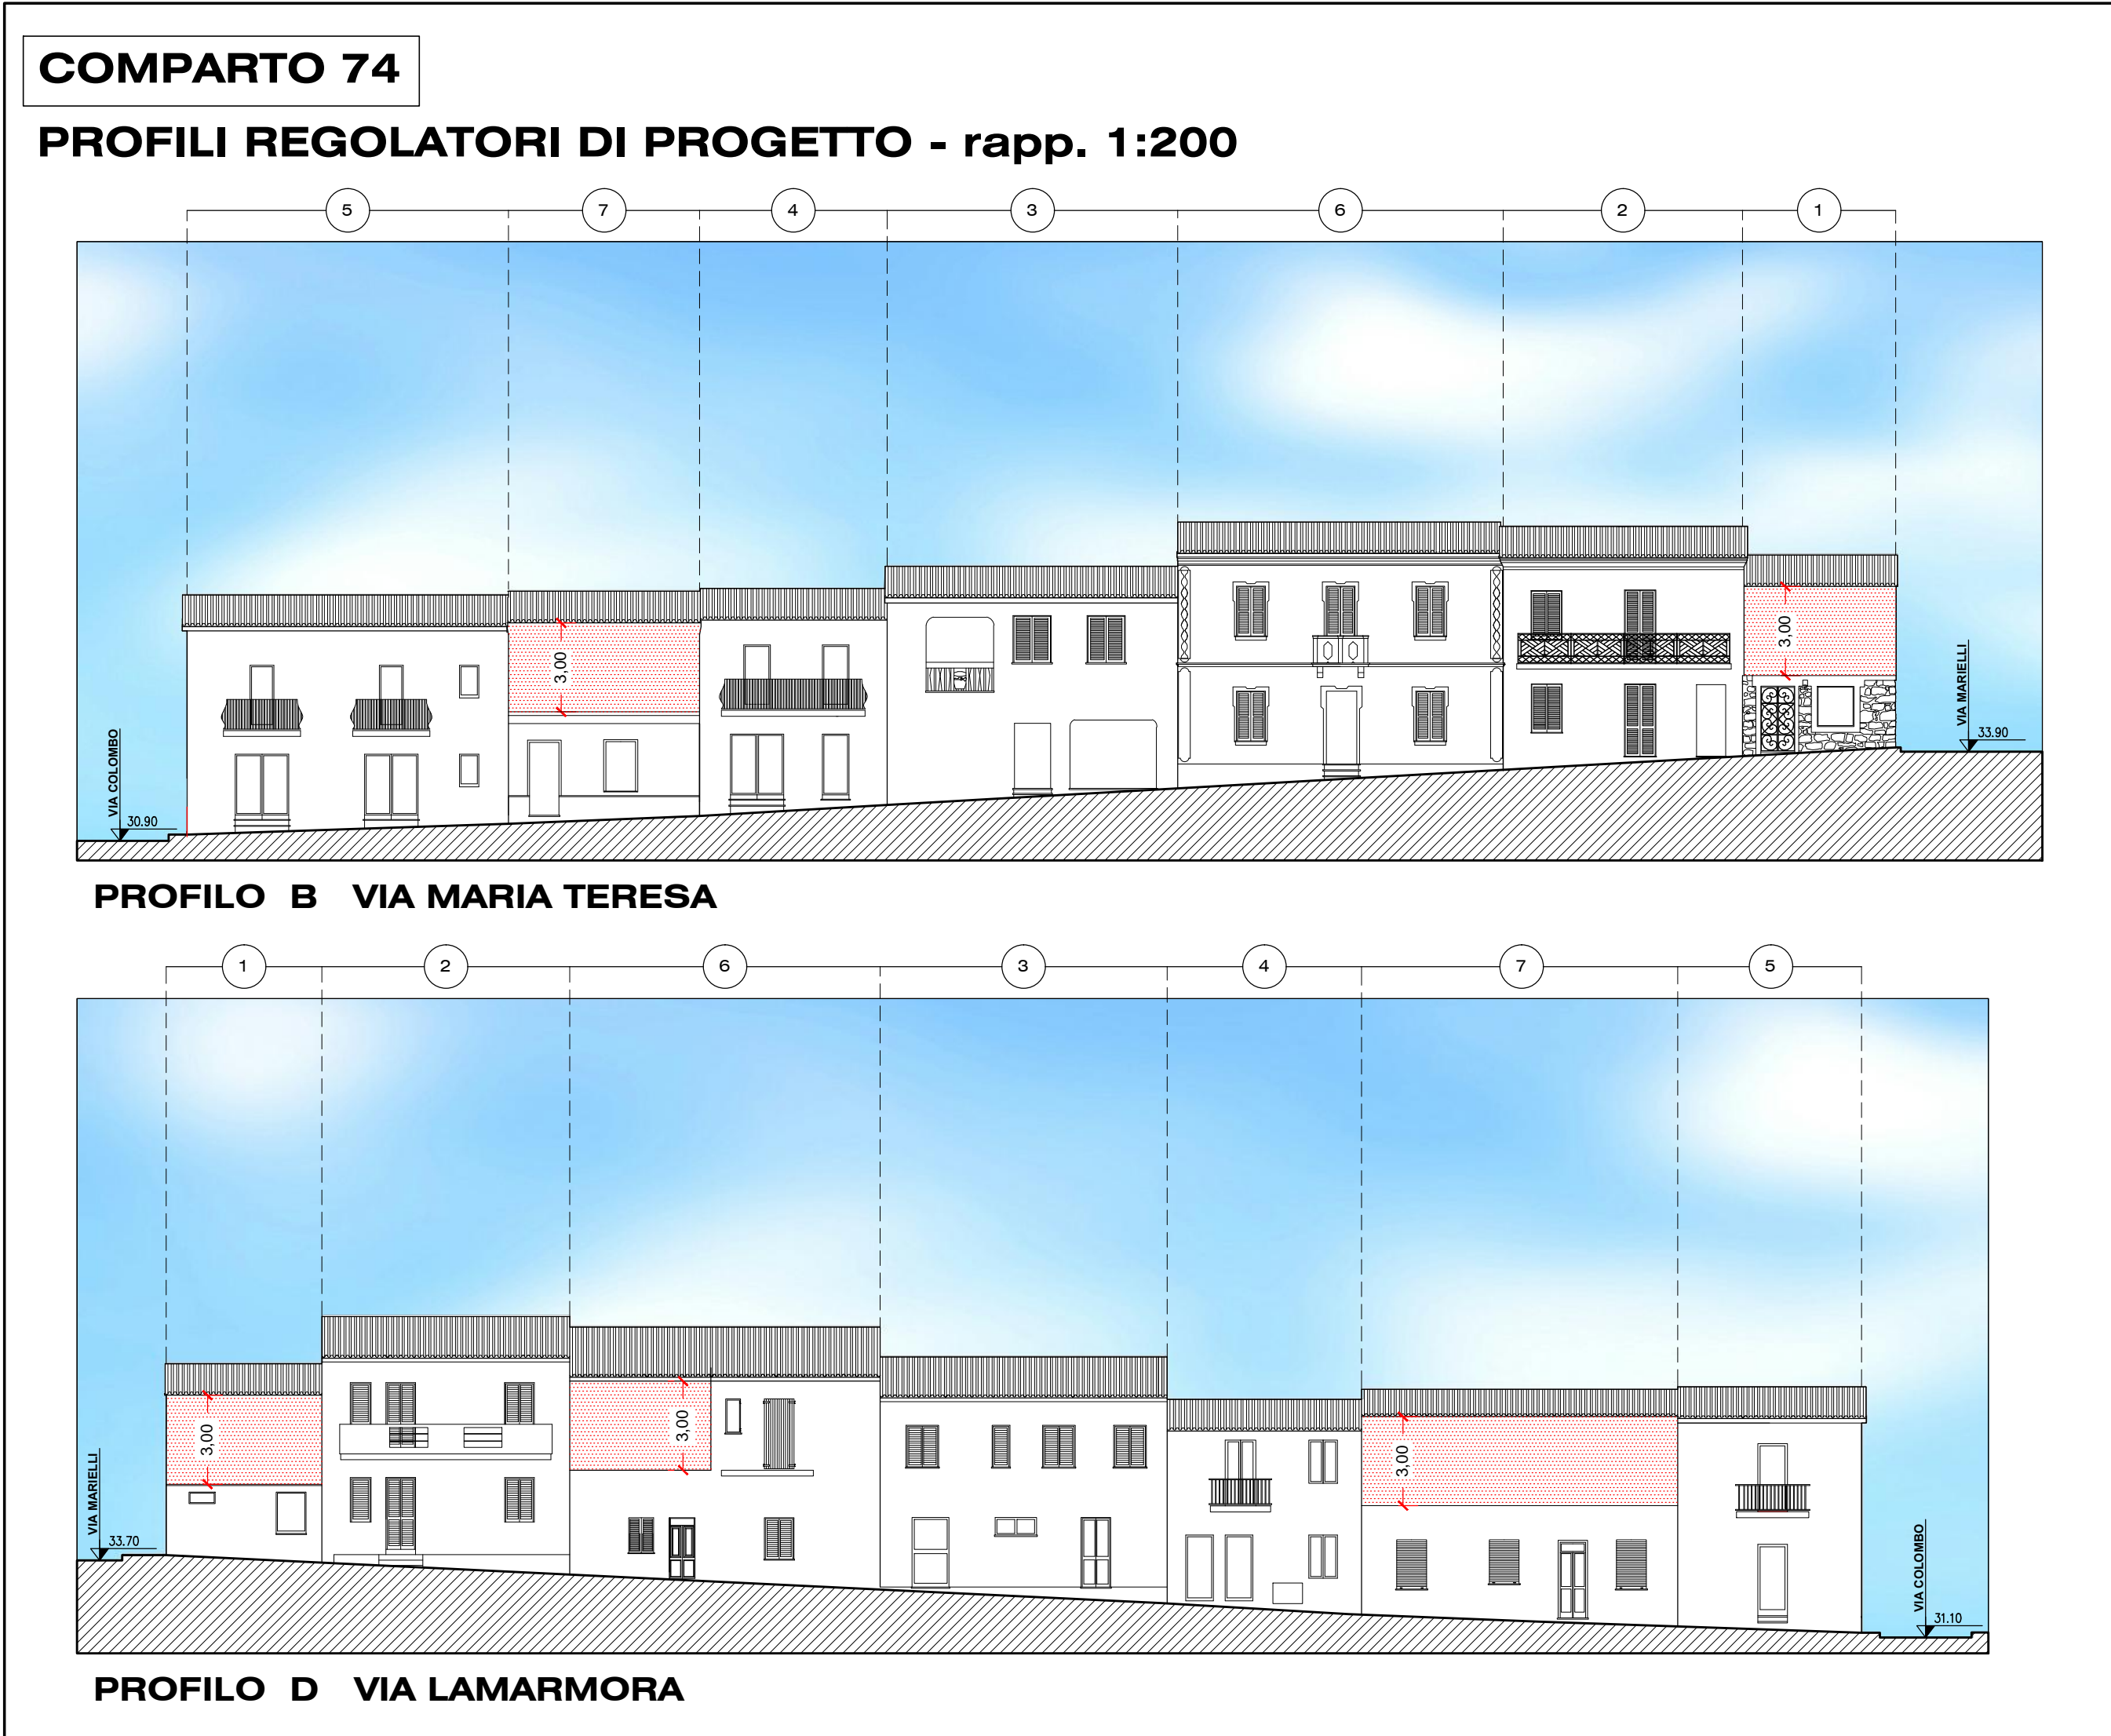 COMPARTO 74
PROFILI REGOLATORI DI PROGETTO - rapp. 1:200
5 7 4 3 6 2 1
3,00
3,00
VIA COLOMBO
30.90
VIA MARIELLI
33.90
PROFILO B VIA MARIA TERESA
1 2 6 3 4 7 5
3,00
3,00
3,00
VIA MARIELLI
33.70
VIA COLOMBO
31.10
PROFILO D VIA LAMARMORA